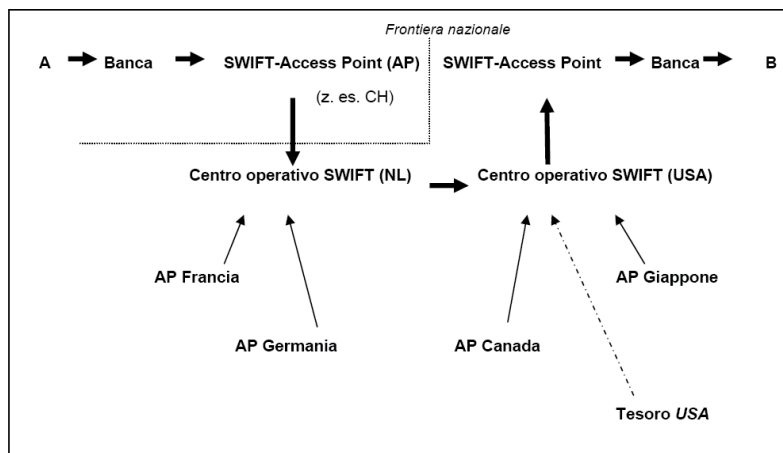 Frontiera nazionale
A Banca SWIFT-Access Point (AP) SWIFT-Access Point Banca B
(z. es. CH)
Centro operativo SWIFT (NL) Centro operativo SWIFT (USA)
AP Francia AP Giappone
AP Germania AP Canada
Tesoro USA